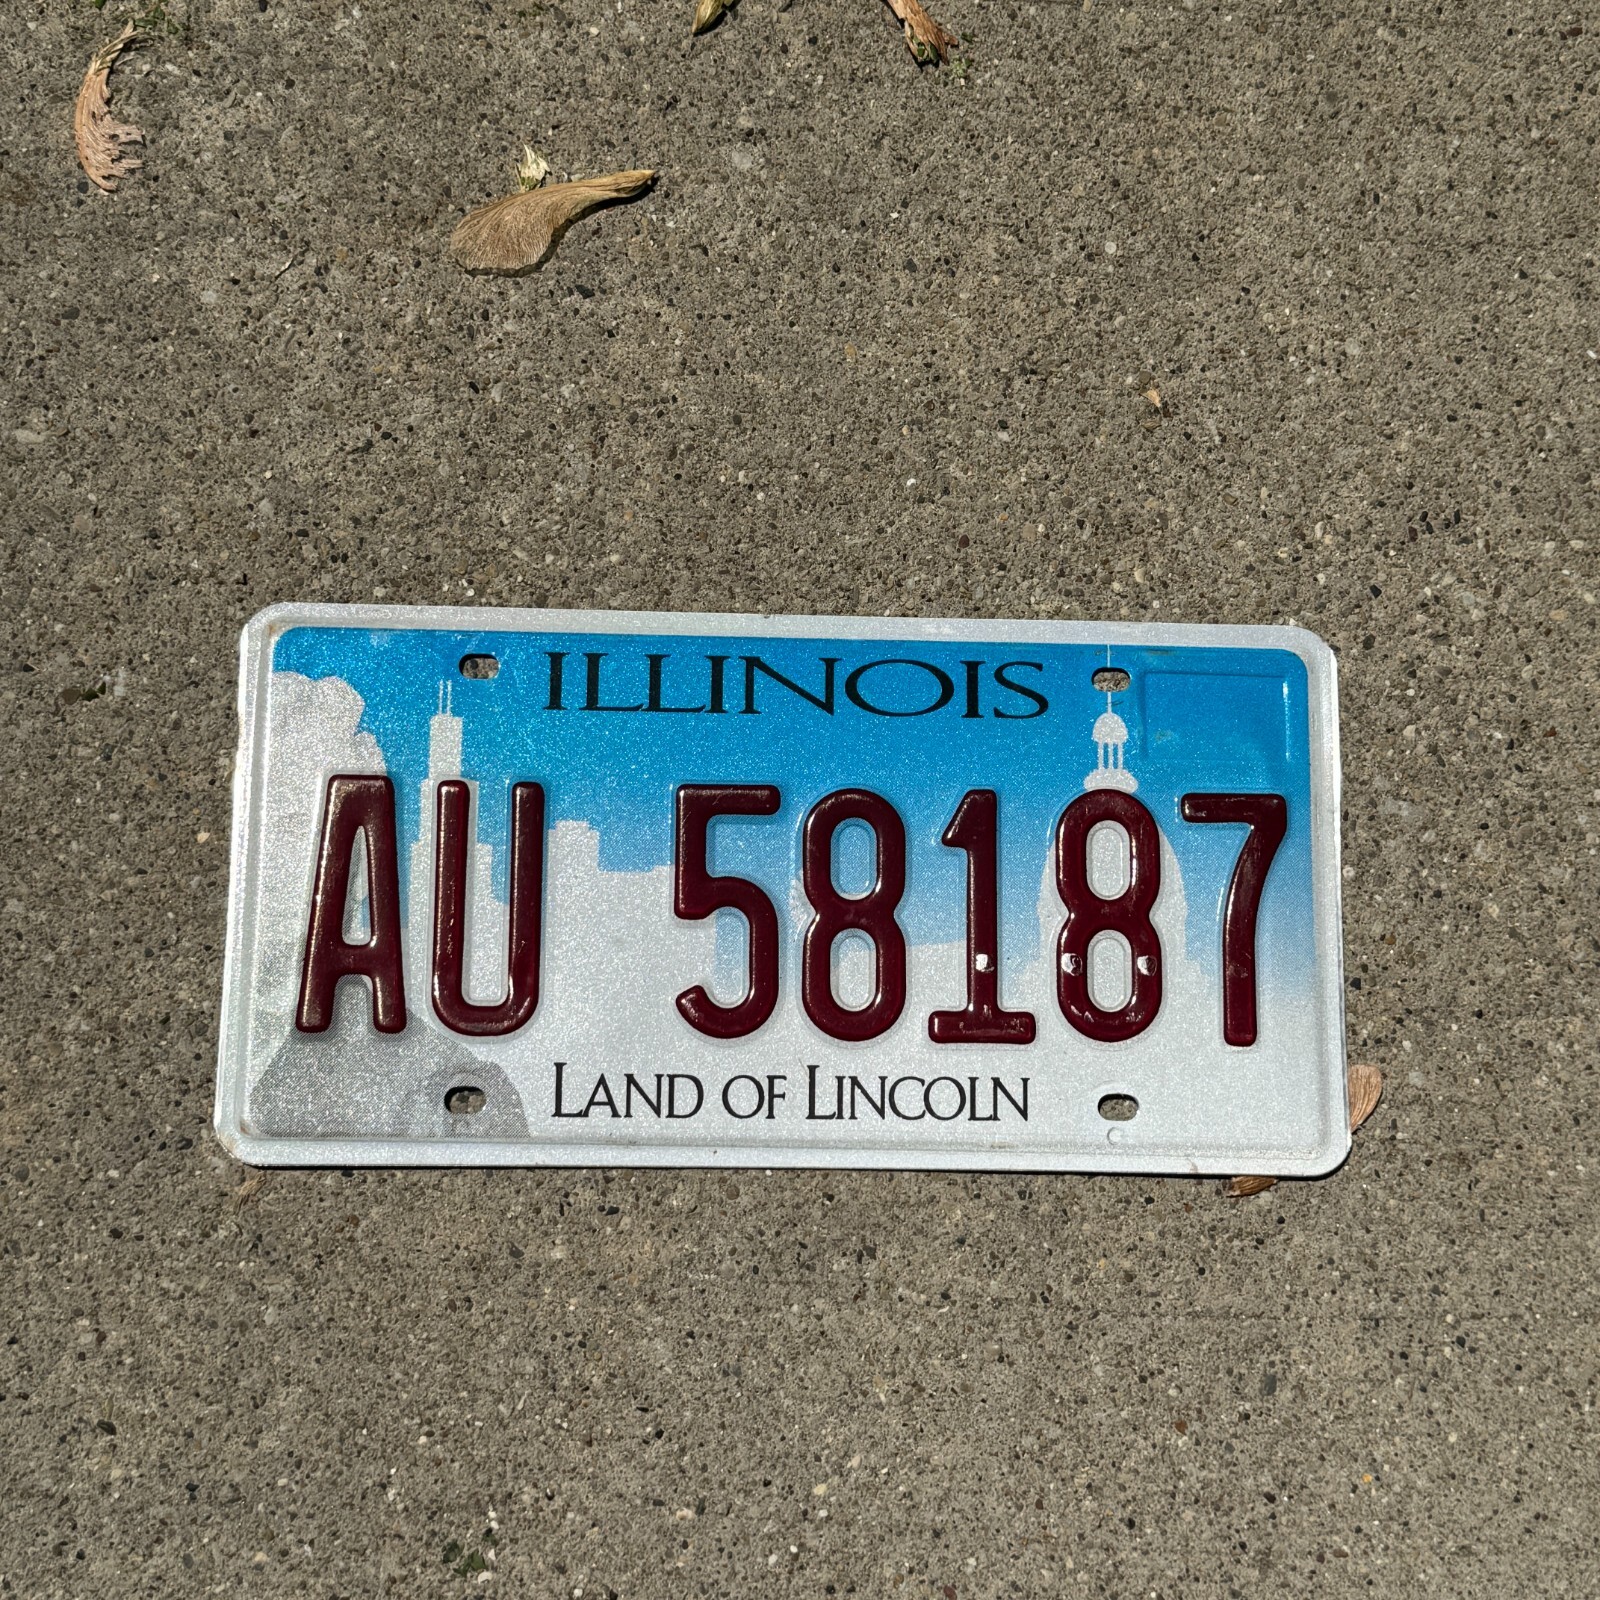 ILLINOIS
AU 58187
LAND OF LINCOLN